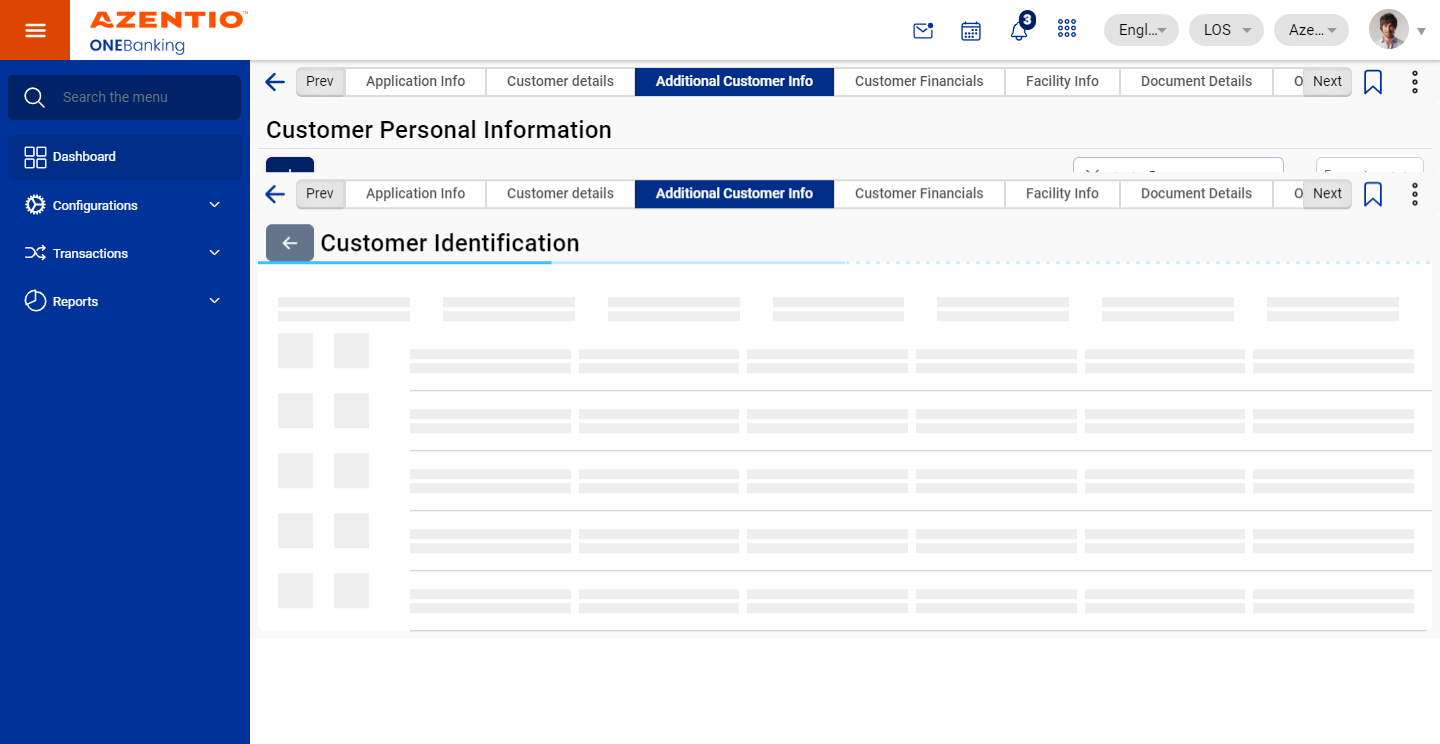 AZENTIO™
ONEBanking
3
Engl...
LOS
Aze...
Search the menu
Dashboard
Configurations
Transactions
Reports
Prev
Application Info
Customer details
Additional Customer Info
Customer Financials
Facility Info
Document Details
O
Next
Customer Personal Information
Prev
Application Info
Customer details
Additional Customer Info
Customer Financials
Facility Info
Document Details
O
Next
Customer Identification